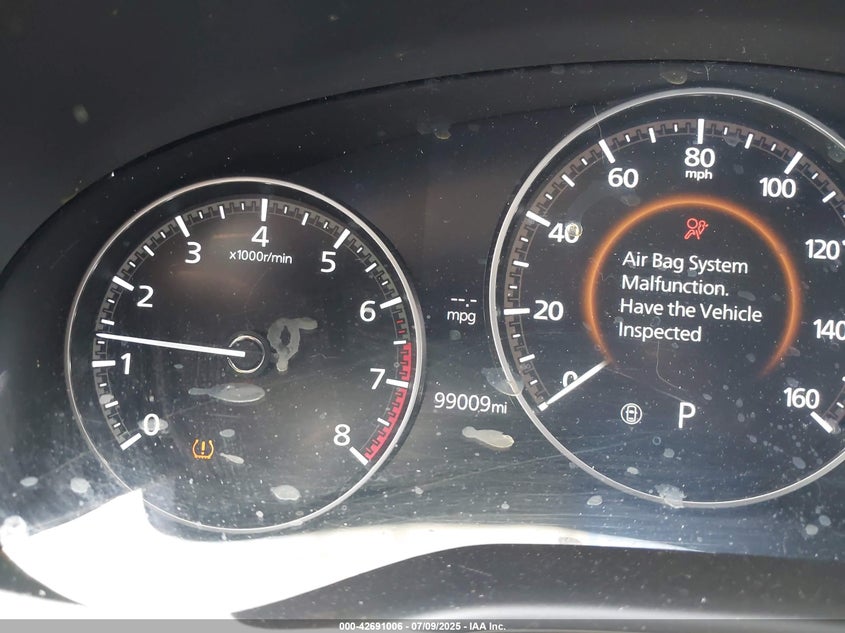 0
1
2
3
4
5
6
7
8
x1000r/min
--.-
mpg
99009mi
0
20
40
60
80
mph
100
120
140
160
Air Bag System
Malfunction.
Have the Vehicle
Inspected
P
000-42691006 / 07/09/2025 - IAA Inc.